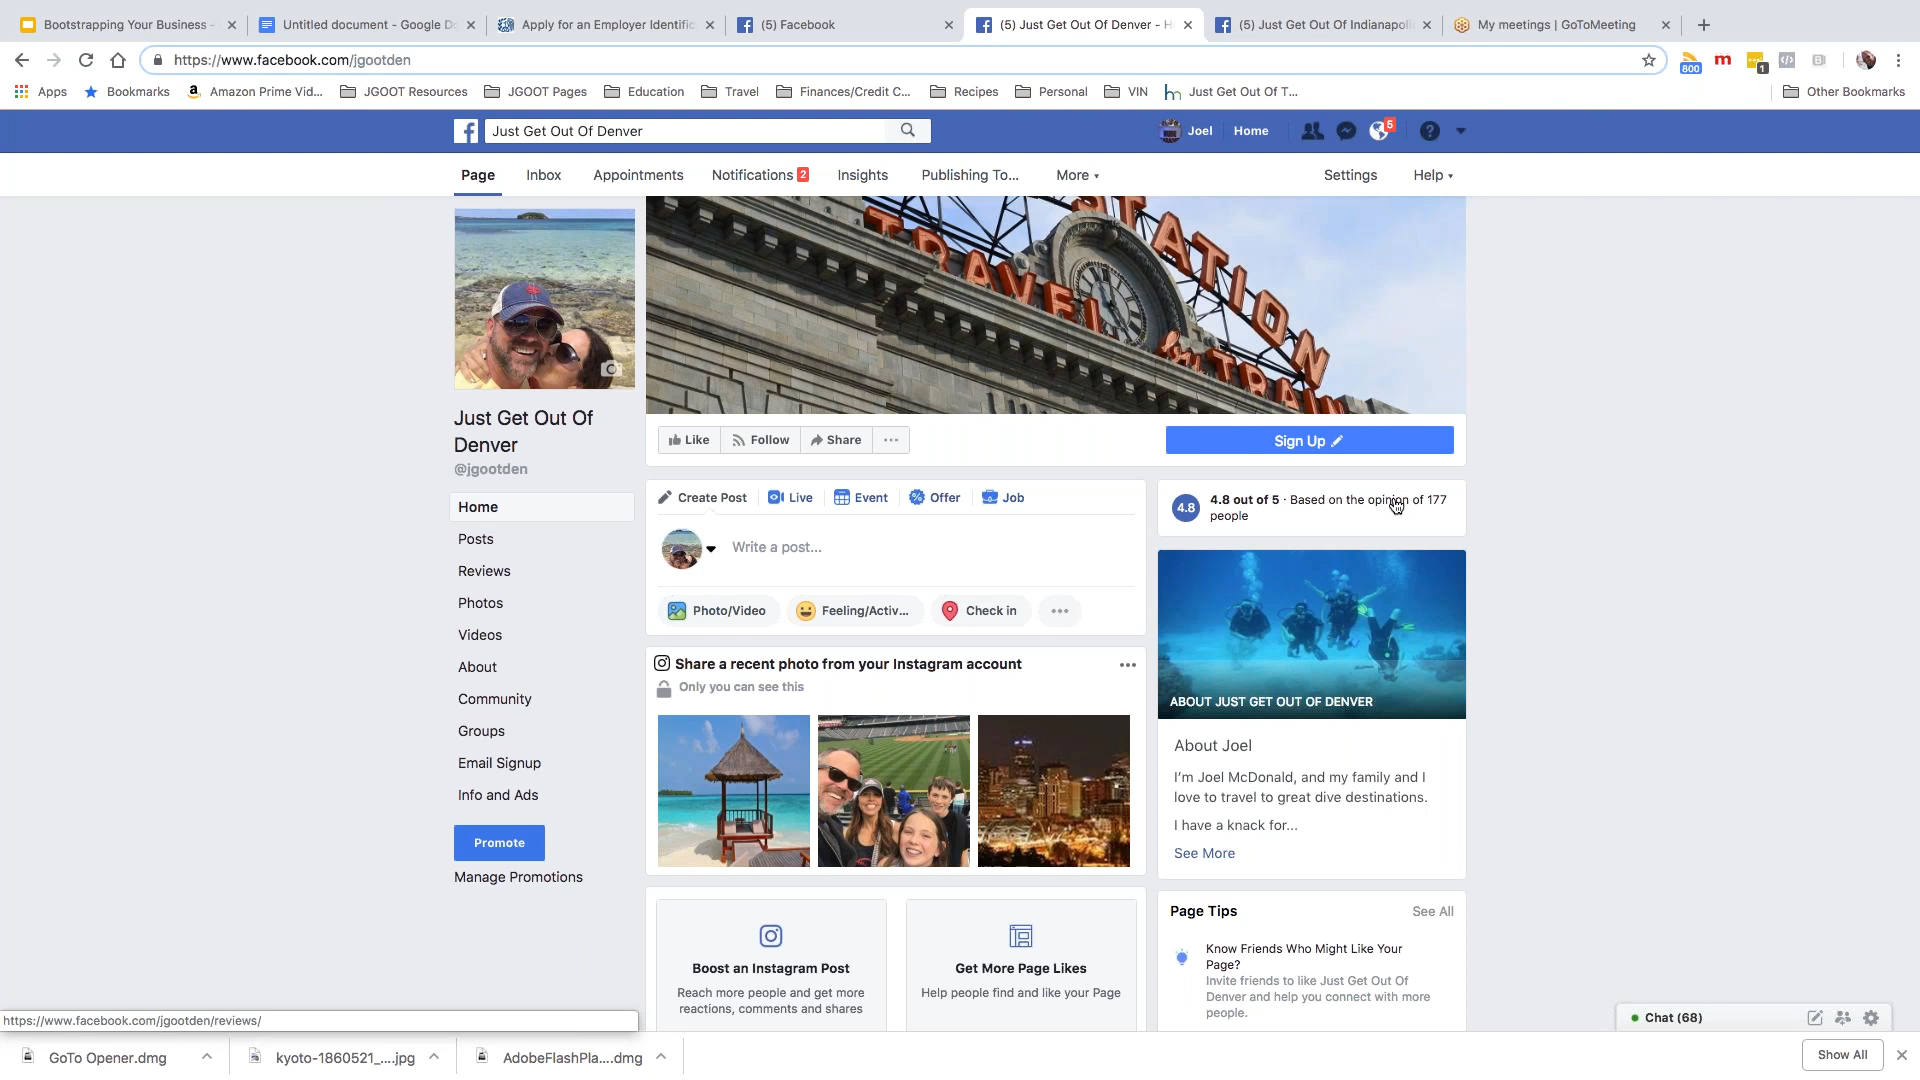 Bootstrapping Your Business -
Untitled document - Google Do
Apply for an Employer Identific
(5) Facebook
(5) Just Get Out Of Denver - H
(5) Just Get Out Of Indianapoli
My meetings | GoToMeeting
https://www.facebook.com/jgootden
800
m
1
Apps
Bookmarks
Amazon Prime Vid...
JGOOT Resources
JGOOT Pages
Education
Travel
Finances/Credit C...
Recipes
Personal
VIN
Just Get Out Of T...
Other Bookmarks
Just Get Out Of Denver
Joel
Home
5
Page
Inbox
Appointments
Notifications 2
Insights
Publishing To...
More
Settings
Help
STATION
TRAVEL by TRAIN
Just Get Out Of
Denver
@jgootden
Home
Posts
Reviews
Photos
Videos
About
Community
Groups
Email Signup
Info and Ads
Promote
Manage Promotions
Like
Follow
Share
Sign Up
Create Post
Live
Event
Offer
Job
Write a post...
Photo/Video
Feeling/Activ...
Check in
Share a recent photo from your Instagram account
Only you can see this
Boost an Instagram Post
Reach more people and get more
reactions, comments and shares
Get More Page Likes
Help people find and like your Page
4.8
4.8 out of 5 · Based on the opinion of 177
people
ABOUT JUST GET OUT OF DENVER
About Joel
I'm Joel McDonald, and my family and I
love to travel to great dive destinations.
I have a knack for...
See More
Page Tips
See All
Know Friends Who Might Like Your
Page?
Invite friends to like Just Get Out Of
Denver and help you connect with more
people.
Chat (68)
https://www.facebook.com/jgootden/reviews/
GoTo Opener.dmg
kyoto-1860521_....jpg
AdobeFlashPla....dmg
Show All